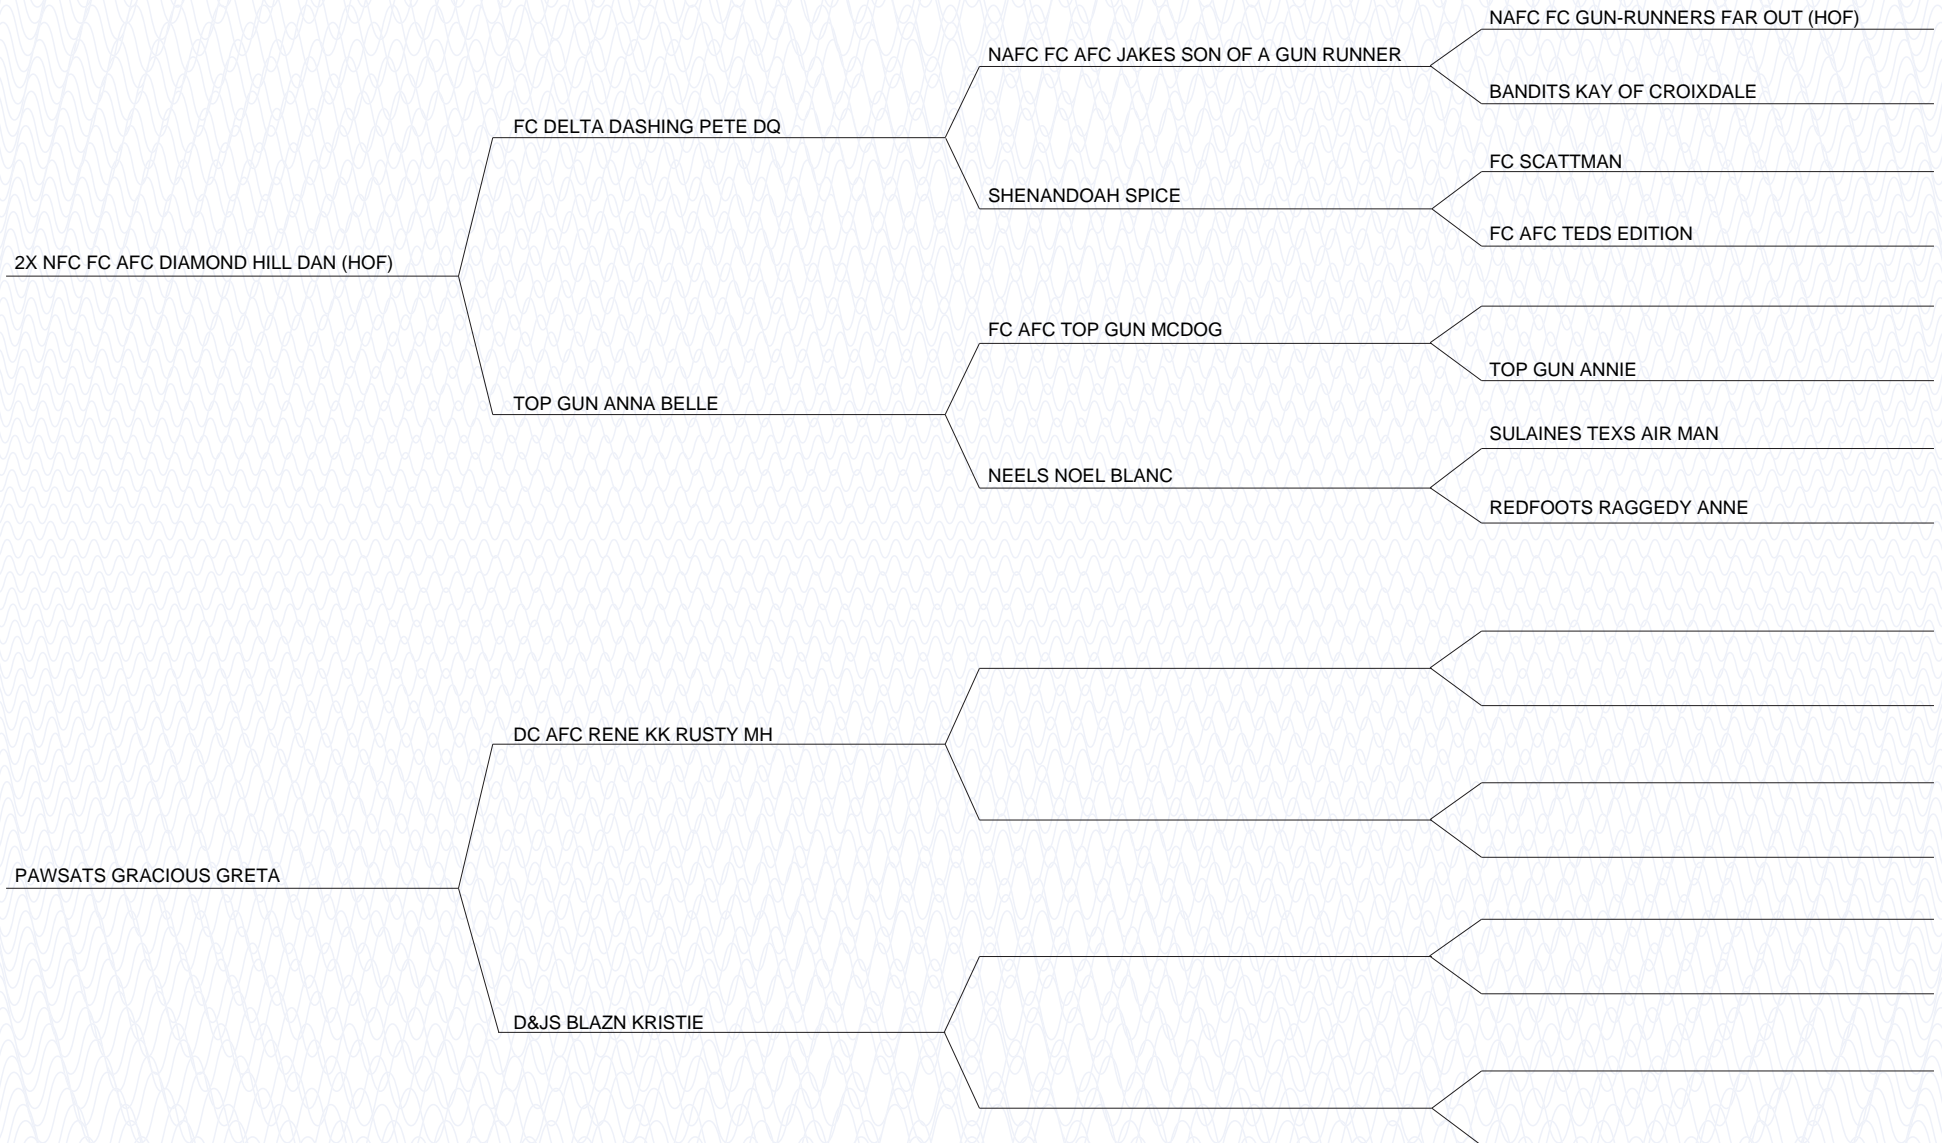 NAFC FC GUN-RUNNERS FAR OUT (HOF)
NAFC FC AFC JAKES SON OF A GUN RUNNER
BANDITS KAY OF CROIXDALE
FC DELTA DASHING PETE DQ
FC SCATTMAN
SHENANDOAH SPICE
FC AFC TEDS EDITION
2X NFC FC AFC DIAMOND HILL DAN (HOF)
FC AFC TOP GUN MCDOG
TOP GUN ANNIE
TOP GUN ANNA BELLE
SULAINES TEXS AIR MAN
NEELS NOEL BLANC
REDFOOTS RAGGEDY ANNE
DC AFC RENE KK RUSTY MH
PAWSATS GRACIOUS GRETA
D&JS BLAZN KRISTIE